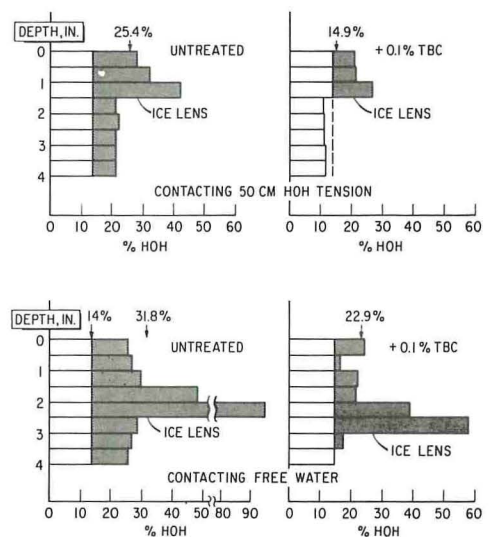 DEPTH, IN.
25.4%
14.9%
0
UNTREATED
+ 0.1% TBC
1
ICE LENS
ICE LENS
2
3
4
CONTACTING 50 CM HOH TENSION
0 10 20 30 40 50 60
0 10 20 30 40 50 60
% HOH
% HOH
DEPTH, IN.
14%
31.8%
22.9%
0
UNTREATED
+ 0.1% TBC
1
2
ICE LENS
3
ICE LENS
4
CONTACTING FREE WATER
0 10 20 30 40 50 80 90
0 10 20 30 40 50 60
% HOH
% HOH